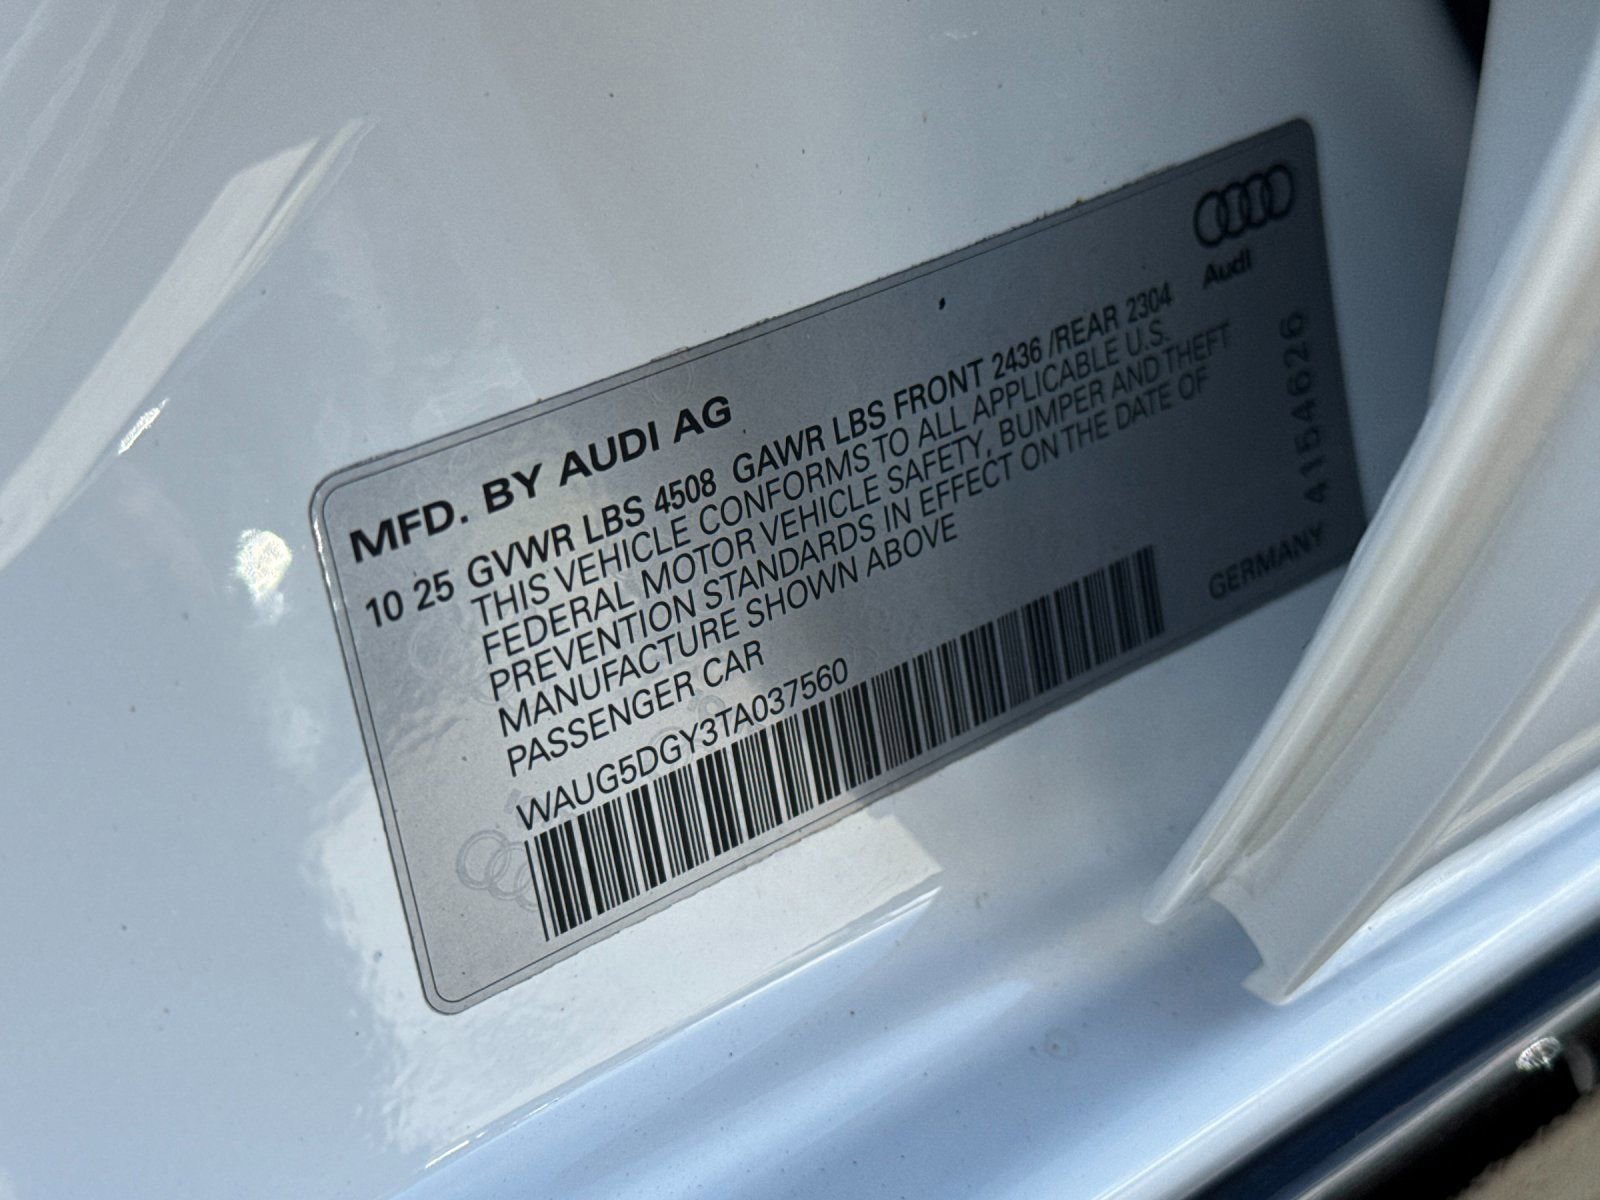 Audi
MFD. BY AUDI AG
10 25 GVWR LBS 4508 GAWR LBS FRONT 2436 /REAR 2304
THIS VEHICLE CONFORMS TO ALL APPLICABLE U.S.
FEDERAL MOTOR VEHICLE SAFETY, BUMPER AND THEFT
PREVENTION STANDARDS IN EFFECT ON THE DATE OF
MANUFACTURE SHOWN ABOVE
PASSENGER CAR
WAUG5DGY3TA037560
GERMANY
4154626